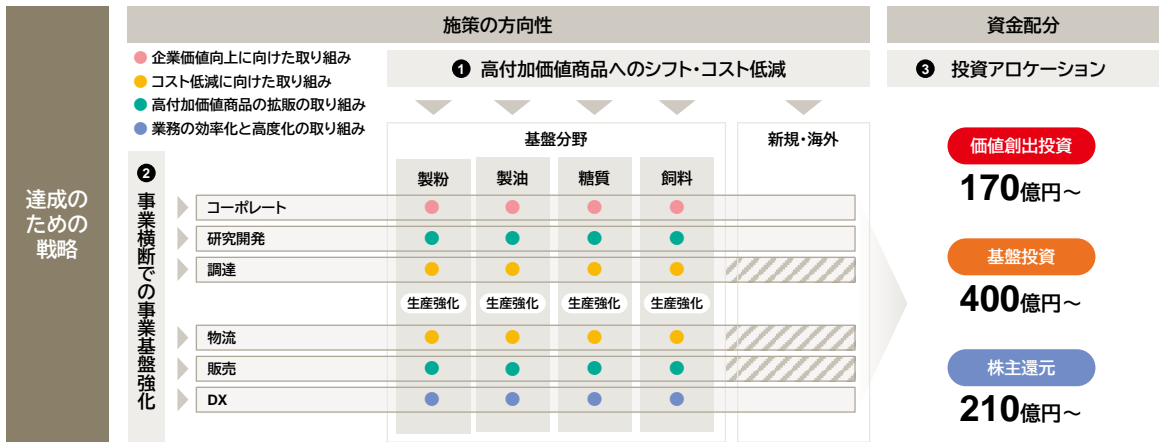 達成の
ための
戦略
施策の方向性
● 企業価値向上に向けた取り組み
● コスト低減に向けた取り組み
● 高付加価値商品の拡販の取り組み
● 業務の効率化と高度化の取り組み
❶ 高付加価値商品へのシフト・コスト低減
基盤分野
新規・海外
製粉 製油 糖質 飼料
❷ 事業横断での事業基盤強化
コーポレート
研究開発
調達
生産強化 生産強化 生産強化 生産強化
物流
販売
DX
資金配分
❸ 投資アロケーション
価値創出投資
170億円～
基盤投資
400億円～
株主還元
210億円～